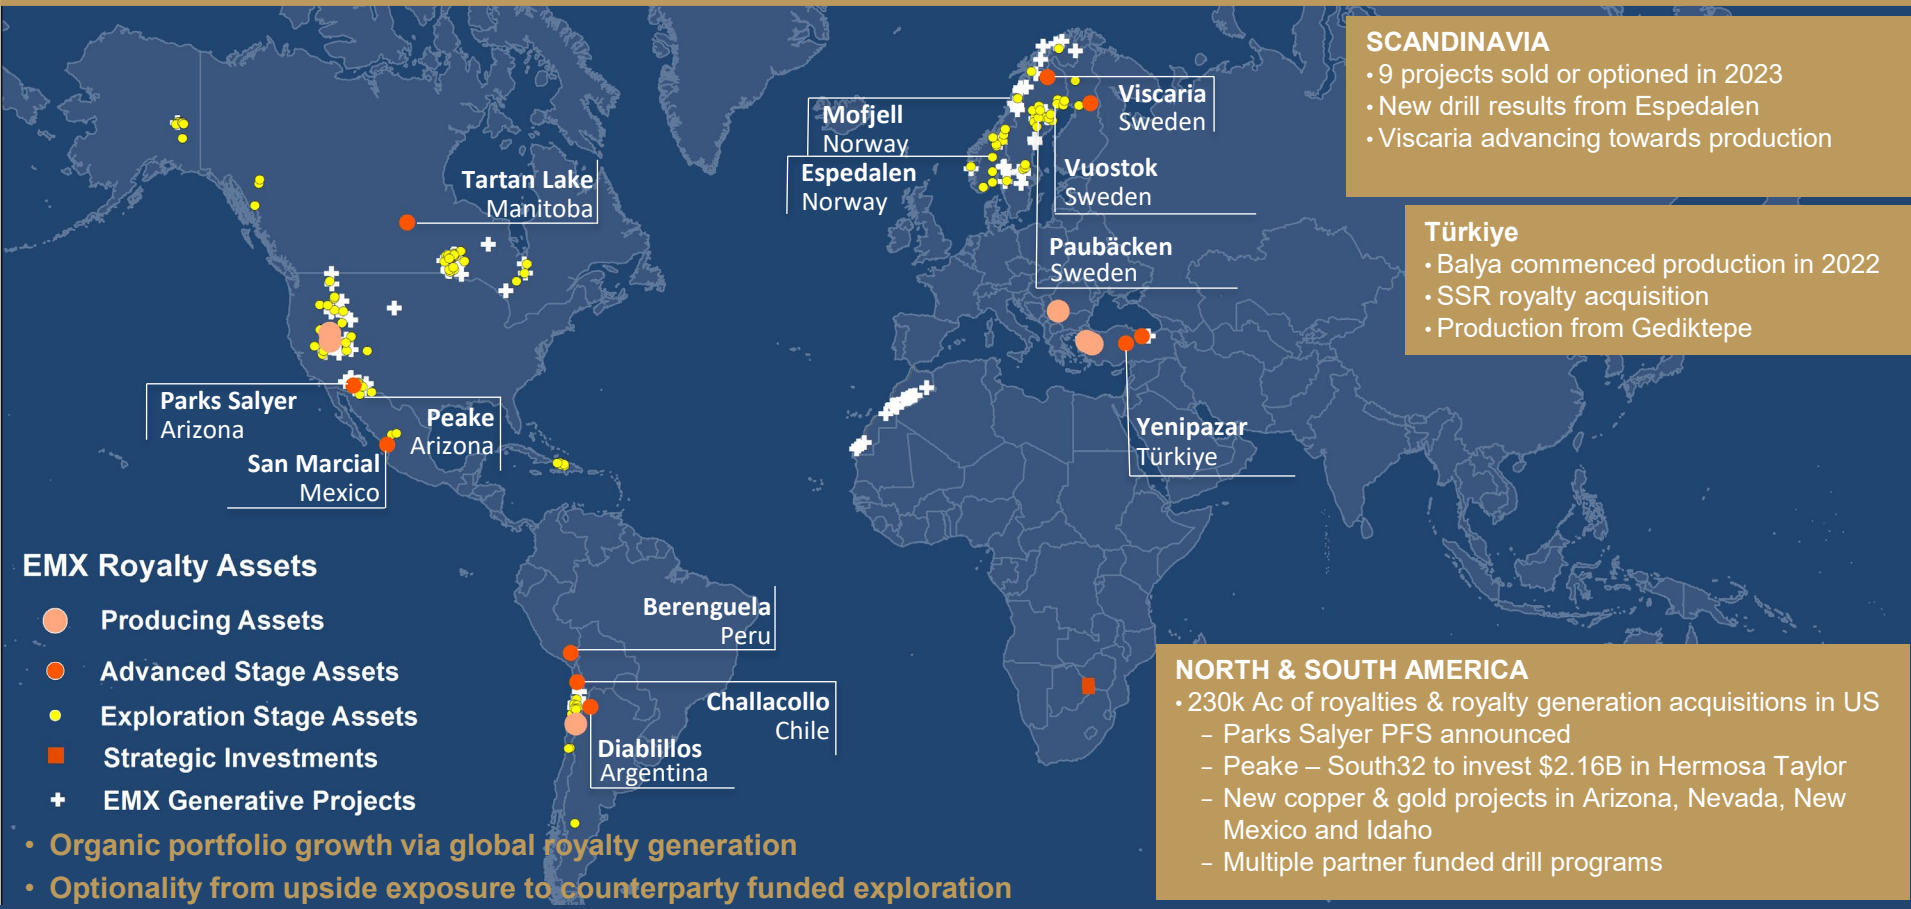 SCANDINAVIA
• 9 projects sold or optioned in 2023
• New drill results from Espedalen
• Viscaria advancing towards production
Türkiye
• Balya commenced production in 2022
• SSR royalty acquisition
• Production from Gediktepe
Viscaria
Sweden
Mofjell
Norway
Espedalen
Norway
Vuostok
Sweden
Paubäcken
Sweden
Tartan Lake
Manitoba
Parks Salyer
Arizona
Peake
Arizona
San Marcial
Mexico
Yenipazar
Türkiye
Berenguela
Peru
Challacollo
Chile
Diablillos
Argentina
EMX Royalty Assets
Producing Assets
Advanced Stage Assets
Exploration Stage Assets
Strategic Investments
EMX Generative Projects
• Organic portfolio growth via global royalty generation
• Optionality from upside exposure to counterparty funded exploration
NORTH & SOUTH AMERICA
• 230k Ac of royalties & royalty generation acquisitions in US
– Parks Salyer PFS announced
– Peake – South32 to invest $2.16B in Hermosa Taylor
– New copper & gold projects in Arizona, Nevada, New
Mexico and Idaho
– Multiple partner funded drill programs